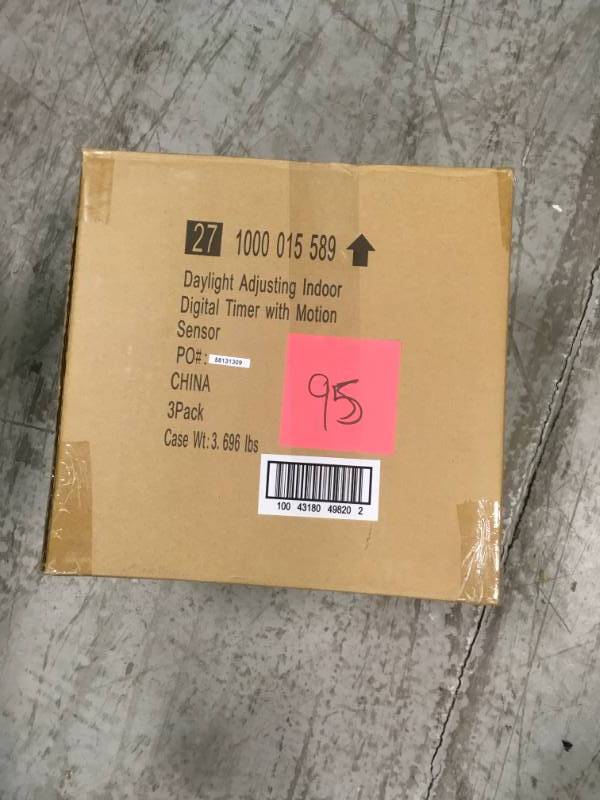 27 1000 015 589
Daylight Adjusting Indoor
Digital Timer with Motion
Sensor
PO#: 88131309
CHINA
3Pack
Case Wt:3.696 lbs
95
100 43180 49820 2